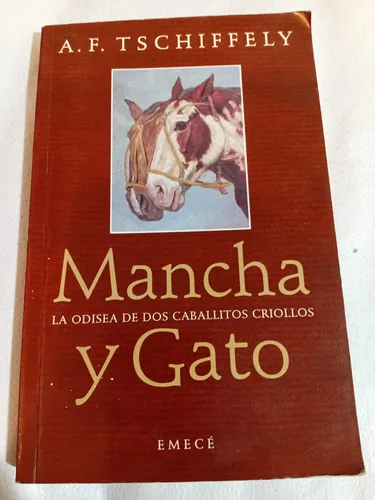 A. F. TSCHIFFELY
Mancha
LA ODISEA DE DOS CABALLITOS CRIOLLOS
y Gato
EMECÉ